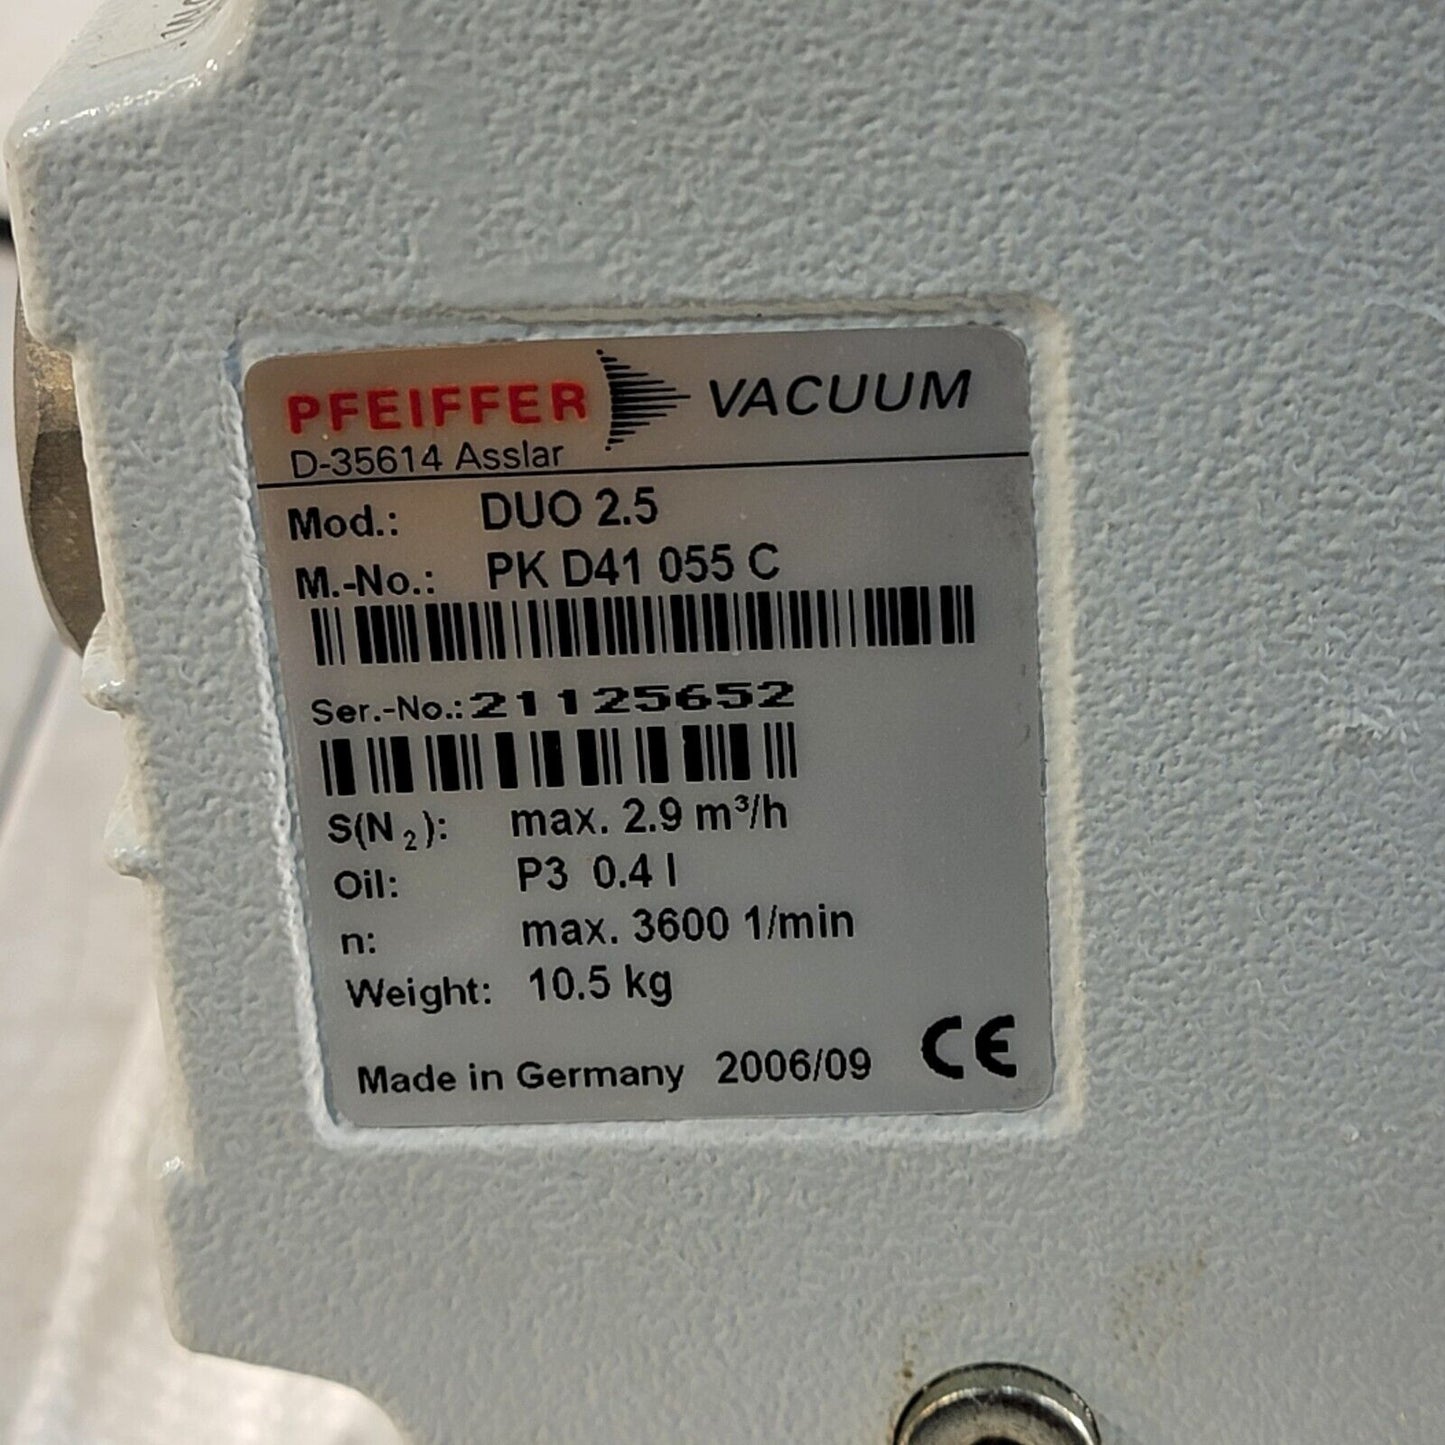 PFEIFFER VACUUM
D-35614 Asslar
Mod.: DUO 2.5
M.-No.: PK D41 055 C
Ser.-No.: 21125652
S(N₂): max. 2.9 m³/h
Oil: P3 0.4 l
n: max. 3600 1/min
Weight: 10.5 kg
Made in Germany 2006/09 CE